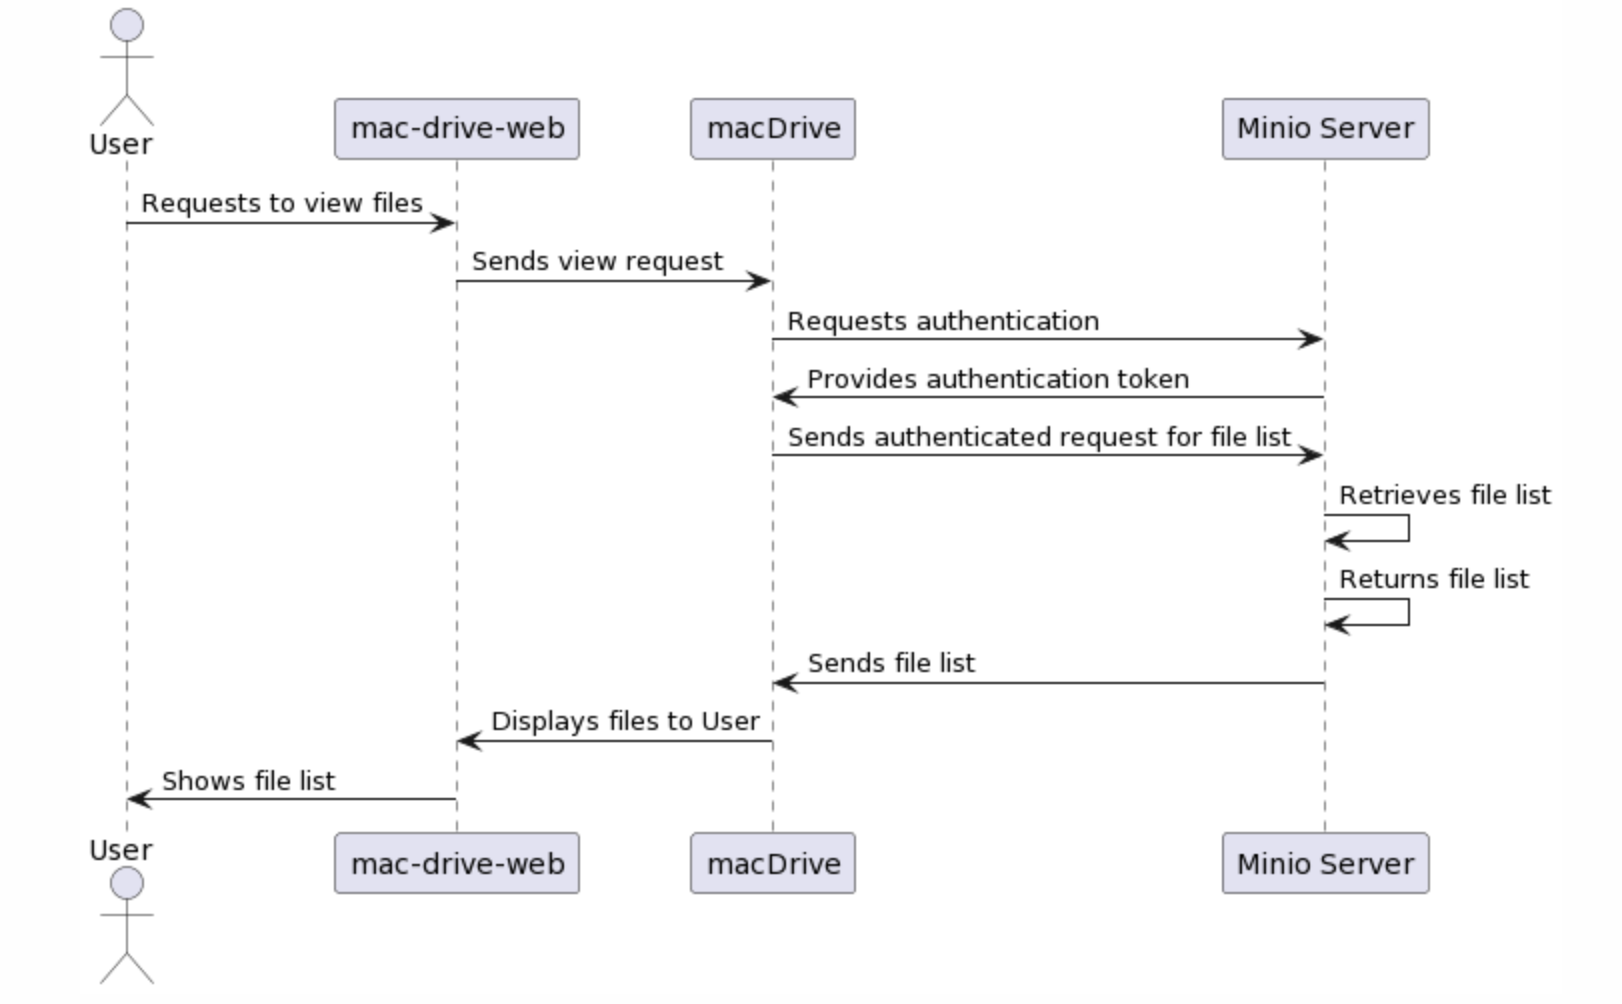 User
mac-drive-web
macDrive
Minio Server
Requests to view files
Sends view request
Requests authentication
Provides authentication token
Sends authenticated request for file list
Retrieves file list
Returns file list
Sends file list
Displays files to User
Shows file list
User
mac-drive-web
macDrive
Minio Server